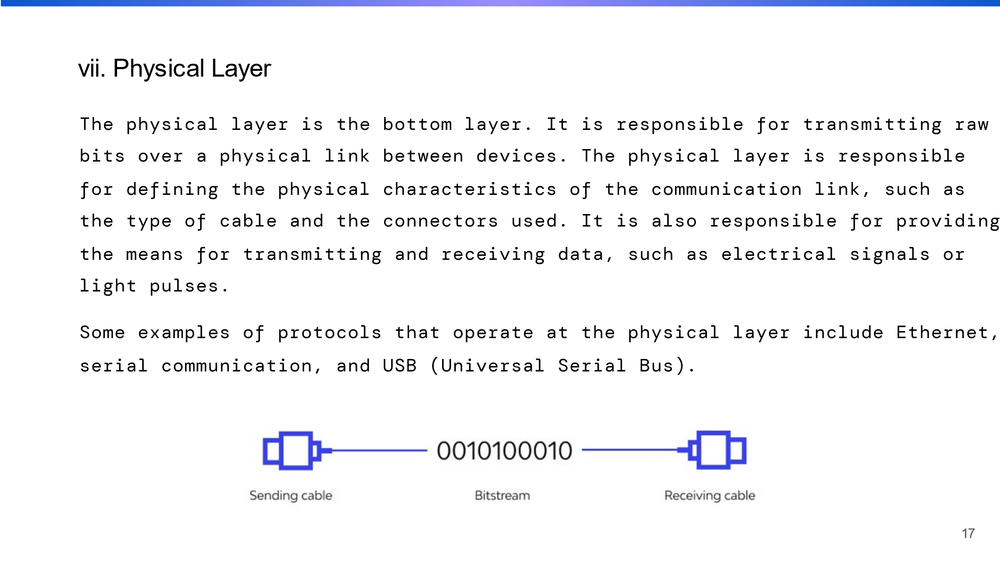 vii. Physical Layer
The physical layer is the bottom layer. It is responsible for transmitting raw
bits over a physical link between devices. The physical layer is responsible
for defining the physical characteristics of the communication link, such as
the type of cable and the connectors used. It is also responsible for providing
the means for transmitting and receiving data, such as electrical signals or
light pulses.
Some examples of protocols that operate at the physical layer include Ethernet,
serial communication, and USB (Universal Serial Bus).
0010100010
Sending cable Bitstream Receiving cable
17